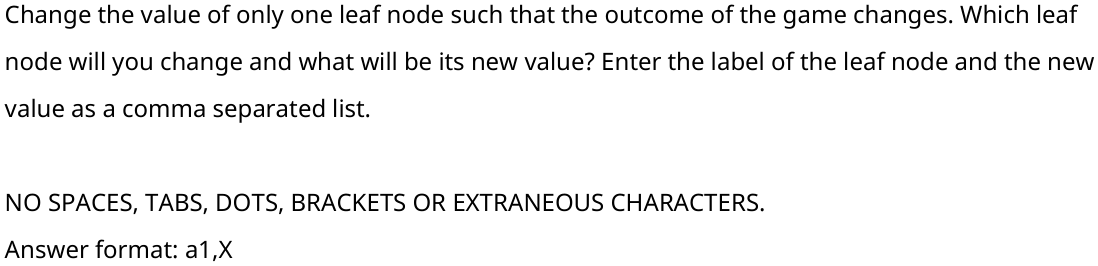 Change the value of only one leaf node such that the outcome of the game changes. Which leaf
node will you change and what will be its new value? Enter the label of the leaf node and the new
value as a comma separated list.
NO SPACES, TABS, DOTS, BRACKETS OR EXTRANEOUS CHARACTERS.
Answer format: a1,X